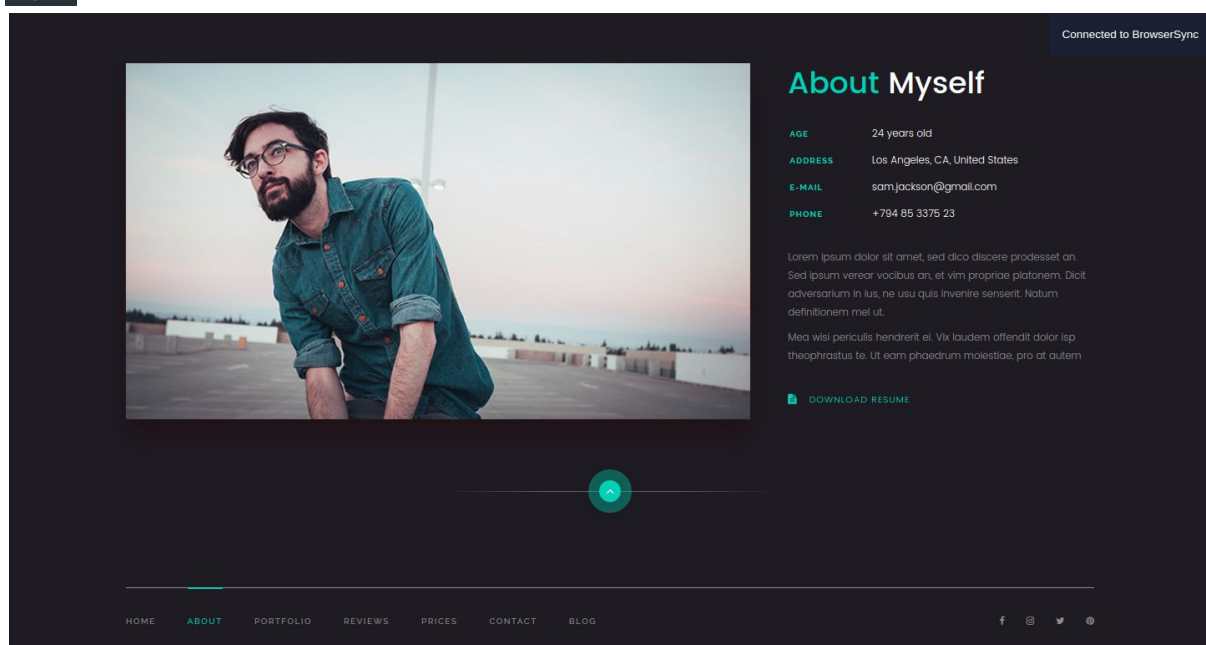 Connected to BrowserSync
About Myself
AGE 24 years old
ADDRESS Los Angeles, CA, United States
E-MAIL sam.jackson@gmail.com
PHONE +794 85 3375 23
Lorem ipsum dolor sit amet, sed dico discere prodesset an.
Sed ipsum verear vocibus an, et vim propriae platonem. Dicit
adversarium in ius, ne usu quis invenire senserit. Natum
definitionem mel ut.
Mea wisi periculis hendrerit ei. Vix laudem offendit dolor isp
theophrastus te. Ut eam phaedrum molestiae, pro at autem
DOWNLOAD RESUME
HOME ABOUT PORTFOLIO REVIEWS PRICES CONTACT BLOG